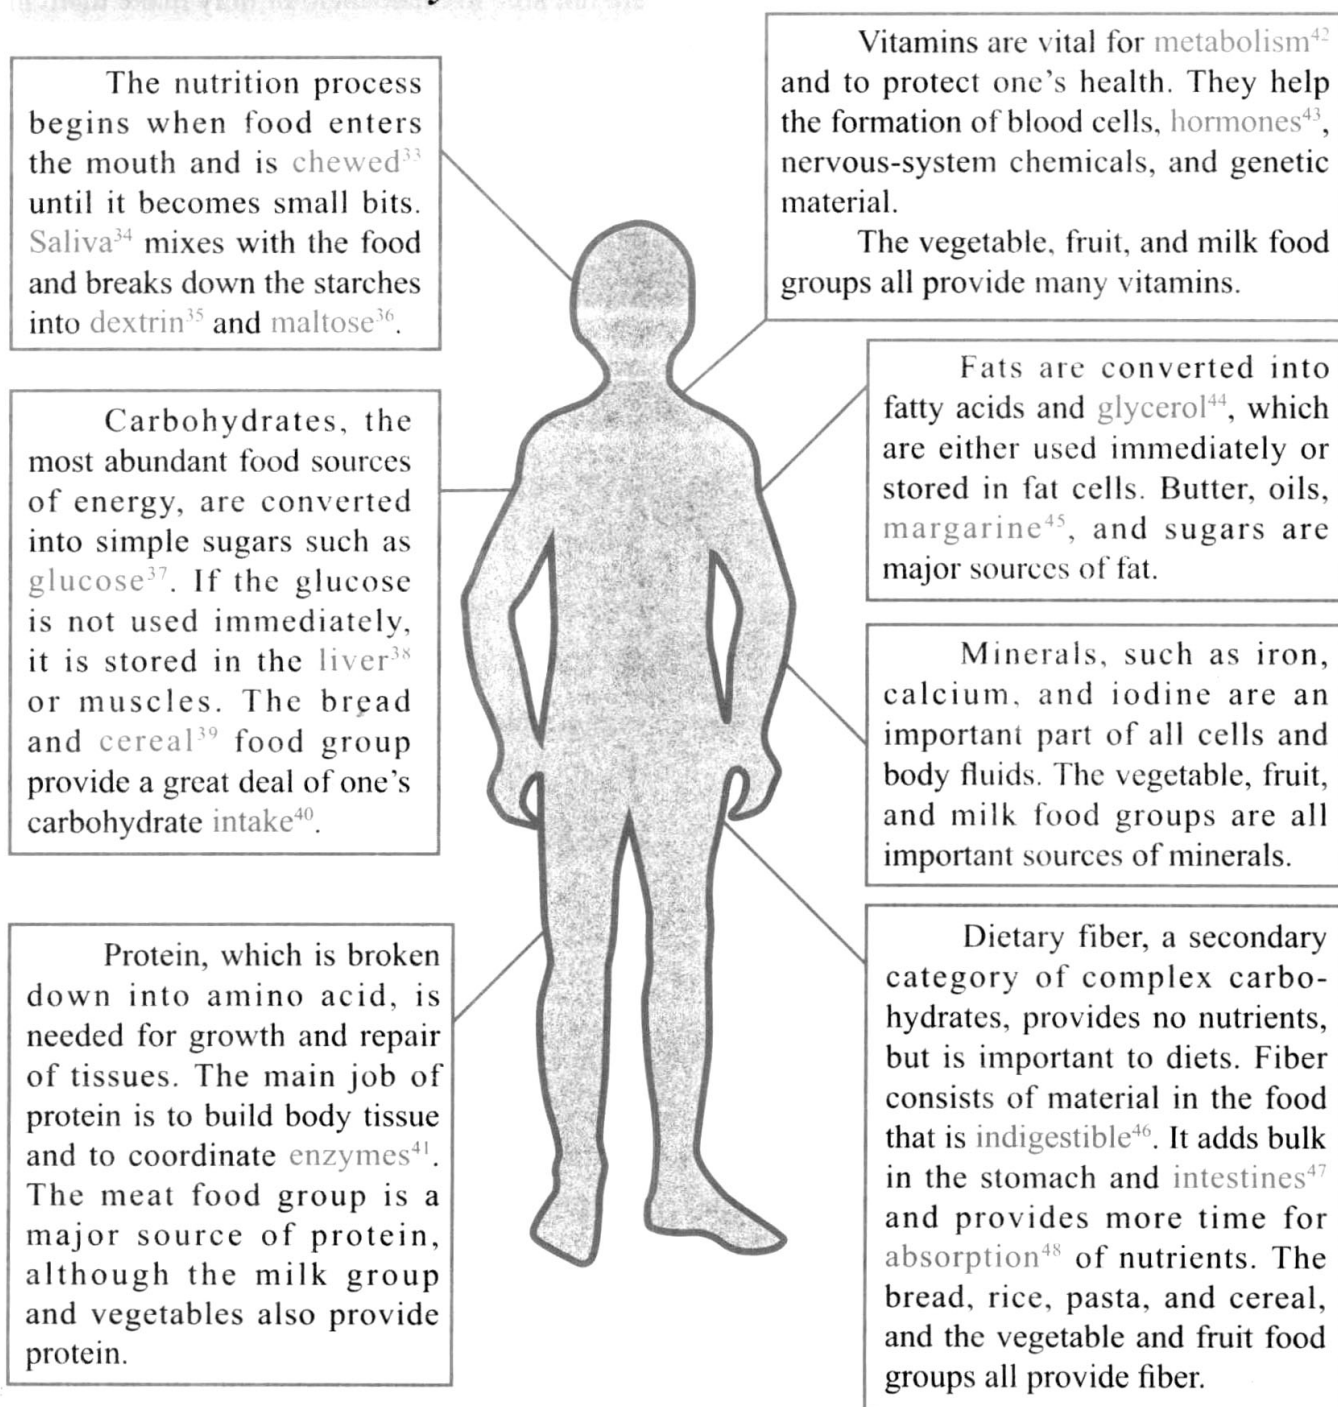 The nutrition process
begins when food enters
the mouth and is chewed³³
until it becomes small bits.
Saliva³⁴ mixes with the food
and breaks down the starches
into dextrin³⁵ and maltose³⁶.
Carbohydrates, the
most abundant food sources
of energy, are converted
into simple sugars such as
glucose³⁷. If the glucose
is not used immediately,
it is stored in the liver³⁸
or muscles. The bread
and cereal³⁹ food group
provide a great deal of one's
carbohydrate intake⁴⁰.
Protein, which is broken
down into amino acid, is
needed for growth and repair
of tissues. The main job of
protein is to build body tissue
and to coordinate enzymes⁴¹.
The meat food group is a
major source of protein,
although the milk group
and vegetables also provide
protein.
Vitamins are vital for metabolism⁴²
and to protect one's health. They help
the formation of blood cells, hormones⁴³,
nervous-system chemicals, and genetic
material.
The vegetable, fruit, and milk food
groups all provide many vitamins.
Fats are converted into
fatty acids and glycerol⁴⁴, which
are either used immediately or
stored in fat cells. Butter, oils,
margarine⁴⁵, and sugars are
major sources of fat.
Minerals, such as iron,
calcium, and iodine are an
important part of all cells and
body fluids. The vegetable, fruit,
and milk food groups are all
important sources of minerals.
Dietary fiber, a secondary
category of complex carbo-
hydrates, provides no nutrients,
but is important to diets. Fiber
consists of material in the food
that is indigestible⁴⁶. It adds bulk
in the stomach and intestines⁴⁷
and provides more time for
absorption⁴⁸ of nutrients. The
bread, rice, pasta, and cereal,
and the vegetable and fruit food
groups all provide fiber.